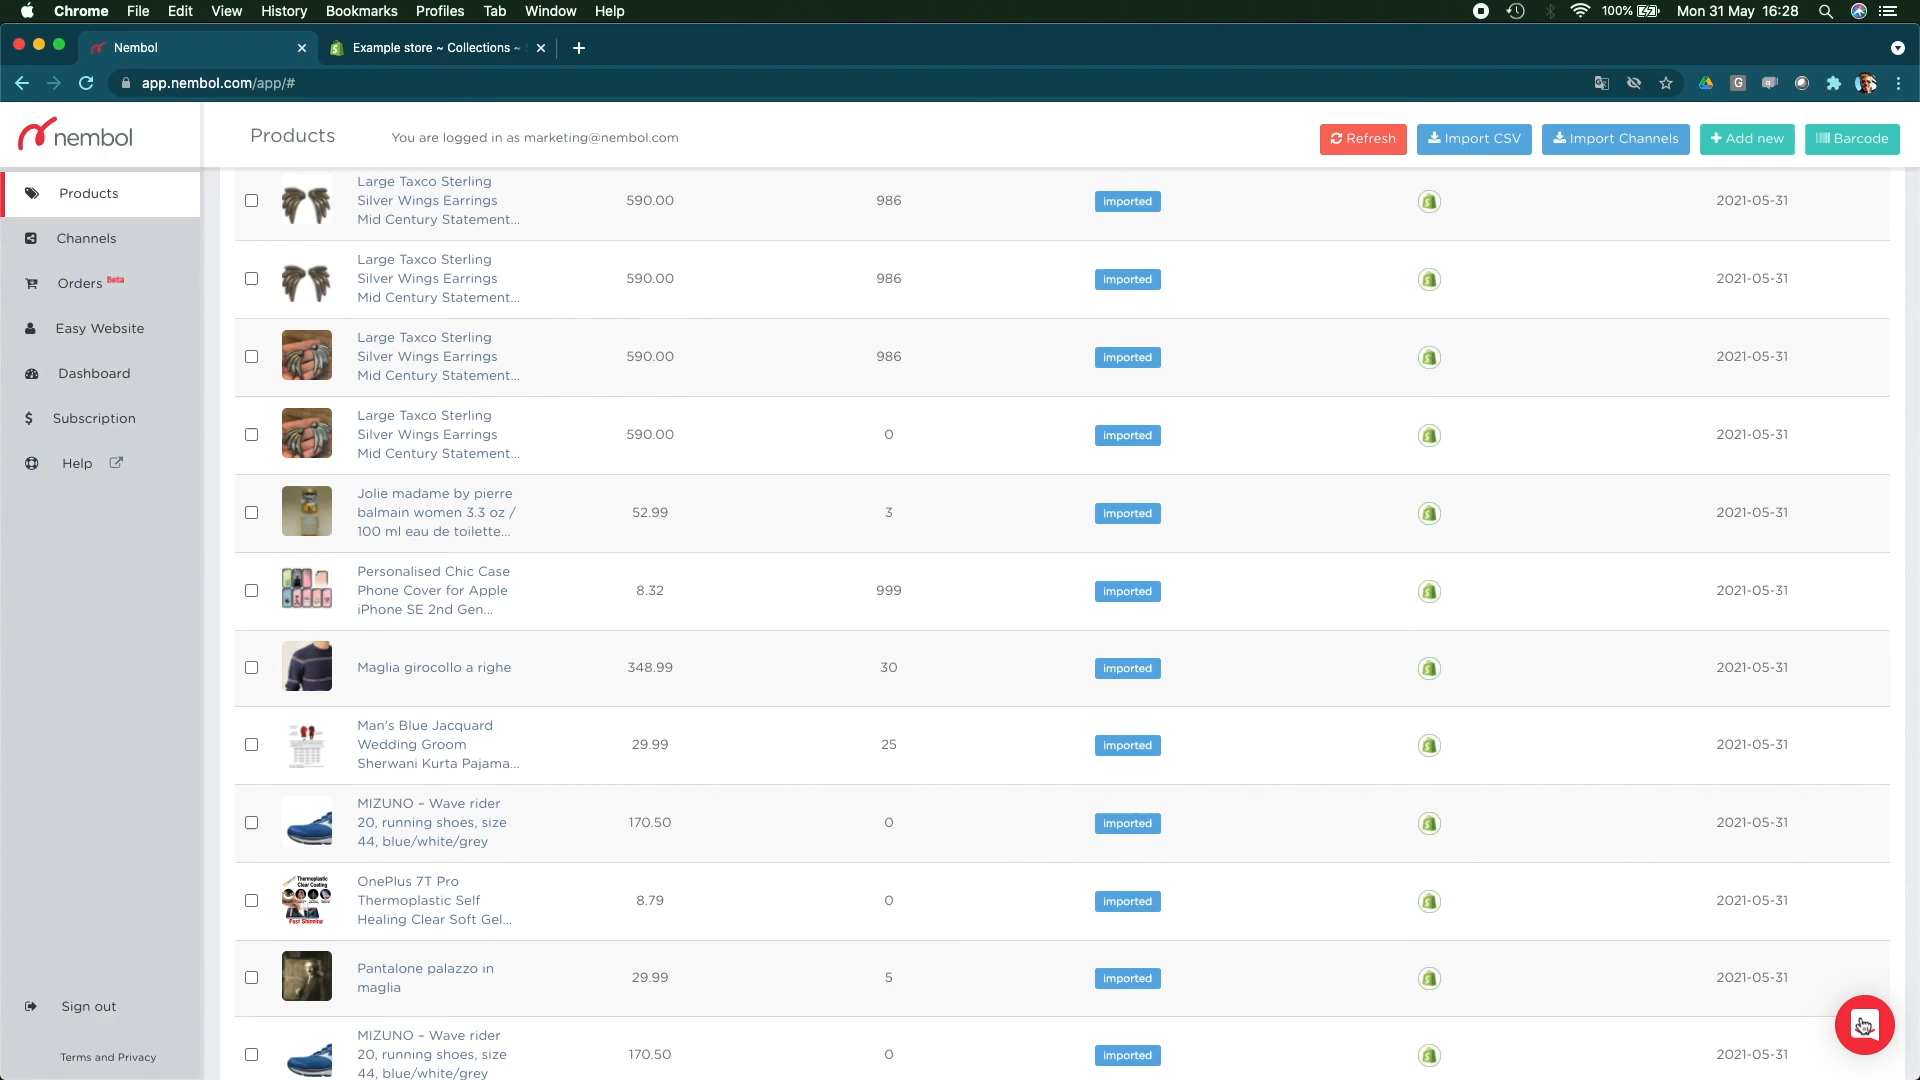 Chrome File Edit View History Bookmarks Profiles Tab Window Help 100% Mon 31 May 16:28
Nembol Example store ~ Collections ~
app.nembol.com/app/#
nembol
Products You are logged in as marketing@nembol.com Refresh Import CSV Import Channels Add new Barcode
Products
Channels
Orders Beta
Easy Website
Dashboard
Subscription
Help
Sign out
Terms and Privacy
Large Taxco Sterling
Silver Wings Earrings
Mid Century Statement...
590.00 986 imported 2021-05-31
Large Taxco Sterling
Silver Wings Earrings
Mid Century Statement...
590.00 986 imported 2021-05-31
Large Taxco Sterling
Silver Wings Earrings
Mid Century Statement...
590.00 986 imported 2021-05-31
Large Taxco Sterling
Silver Wings Earrings
Mid Century Statement...
590.00 0 imported 2021-05-31
Jolie madame by pierre
balmain women 3.3 oz /
100 ml eau de toilette...
52.99 3 imported 2021-05-31
Personalised Chic Case
Phone Cover for Apple
iPhone SE 2nd Gen...
8.32 999 imported 2021-05-31
Maglia girocollo a righe 348.99 30 imported 2021-05-31
Man's Blue Jacquard
Wedding Groom
Sherwani Kurta Pajama...
29.99 25 imported 2021-05-31
MIZUNO – Wave rider
20, running shoes, size
44, blue/white/grey
170.50 0 imported 2021-05-31
Thermoplastic
Clear Coating
Fast Shipping
OnePlus 7T Pro
Thermoplastic Self
Healing Clear Soft Gel...
8.79 0 imported 2021-05-31
Pantalone palazzo in
maglia
29.99 5 imported 2021-05-31
MIZUNO – Wave rider
20, running shoes, size
44, blue/white/grey
170.50 0 imported 2021-05-31